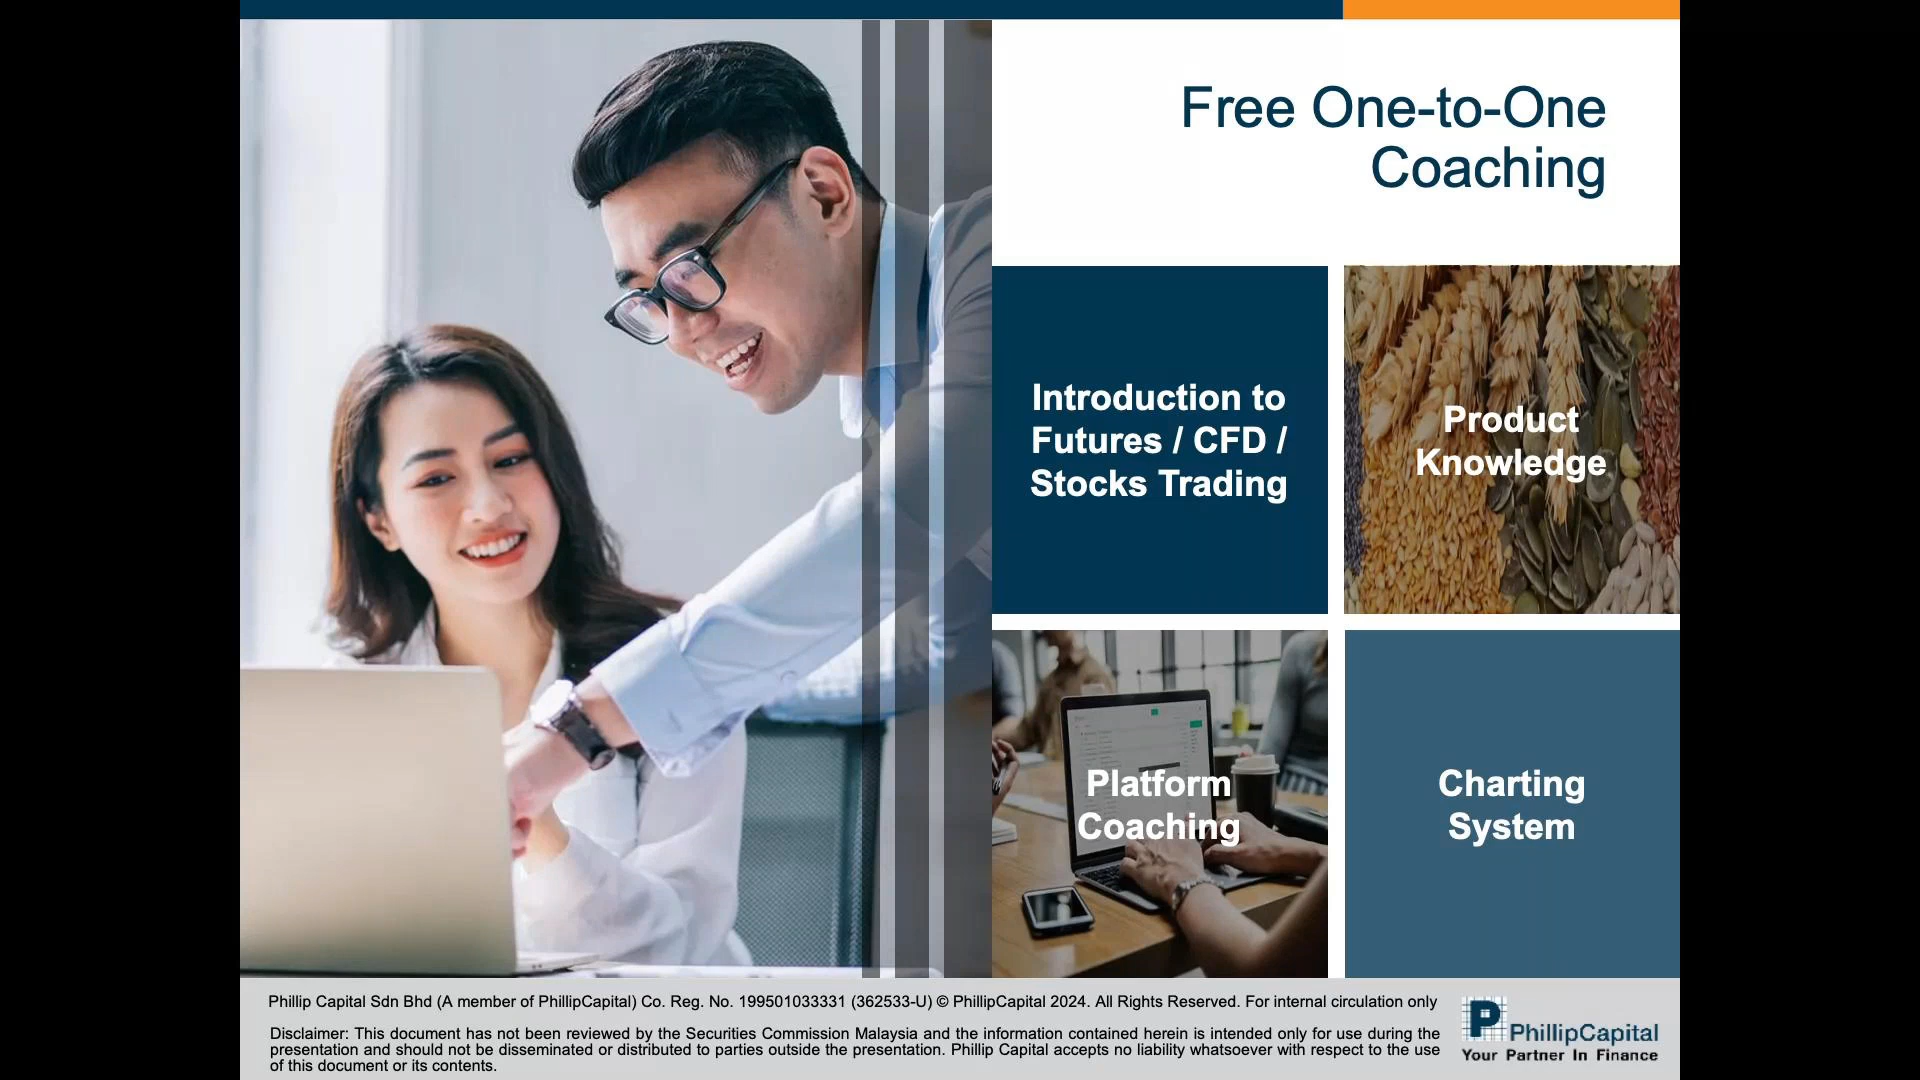 Free One-to-One
Coaching
Introduction to
Futures / CFD /
Stocks Trading
Product
Knowledge
Platform
Coaching
Charting
System
Phillip Capital Sdn Bhd (A member of PhillipCapital) Co. Reg. No. 199501033331 (362533-U) © PhillipCapital 2024. All Rights Reserved. For internal circulation only
Disclaimer: This document has not been reviewed by the Securities Commission Malaysia and the information contained herein is intended only for use during the
presentation and should not be disseminated or distributed to parties outside the presentation. Phillip Capital accepts no liability whatsoever with respect to the use
of this document or its contents.
P
PhillipCapital
Your Partner In Finance